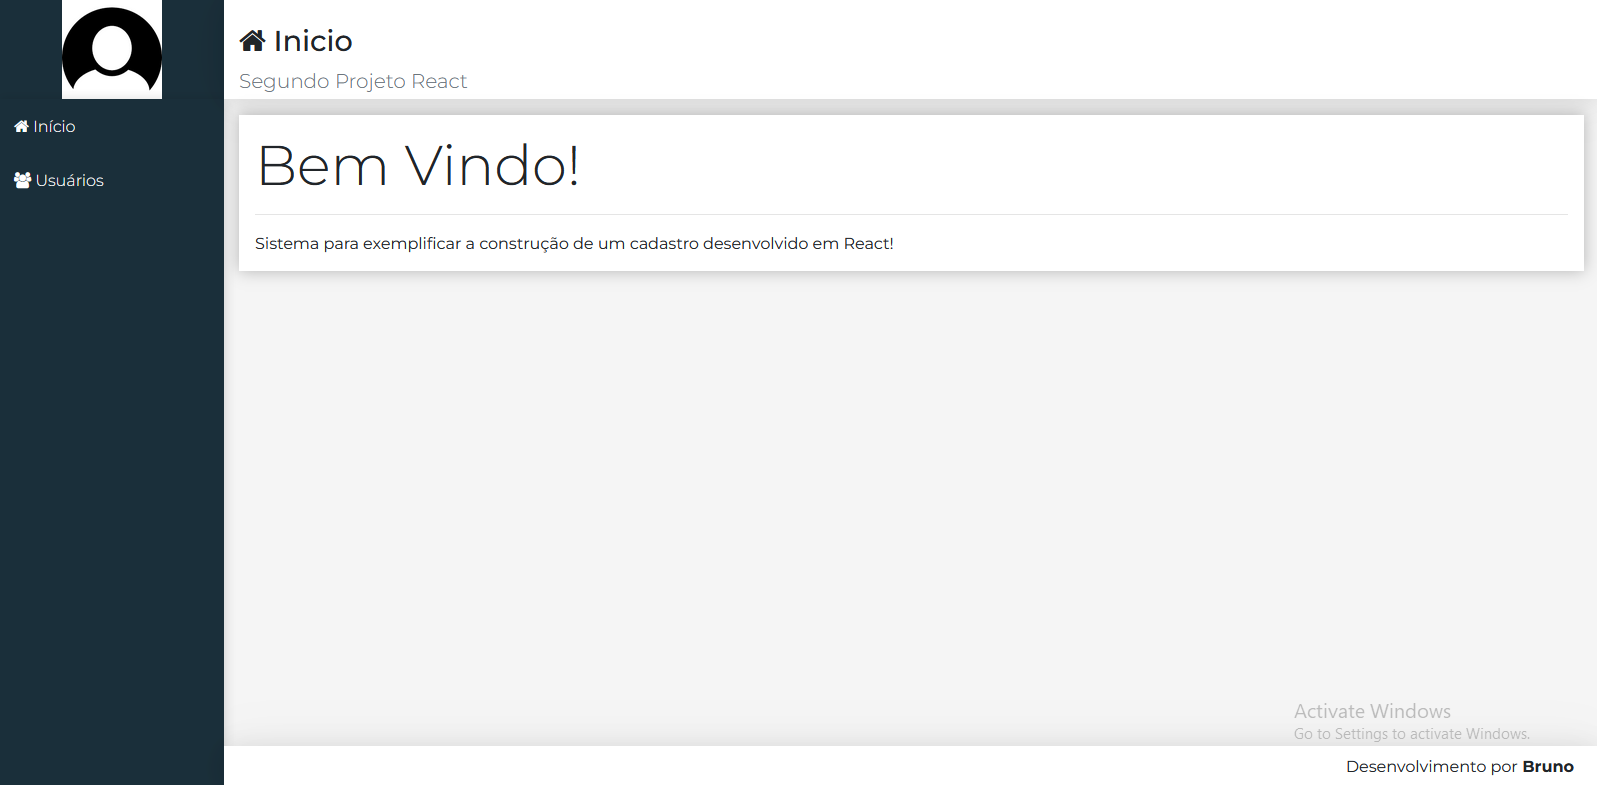 Inicio
Segundo Projeto React
Início
Usuários
Bem Vindo!
Sistema para exemplificar a construção de um cadastro desenvolvido em React!
Activate Windows
Go to Settings to activate Windows.
Desenvolvimento por Bruno